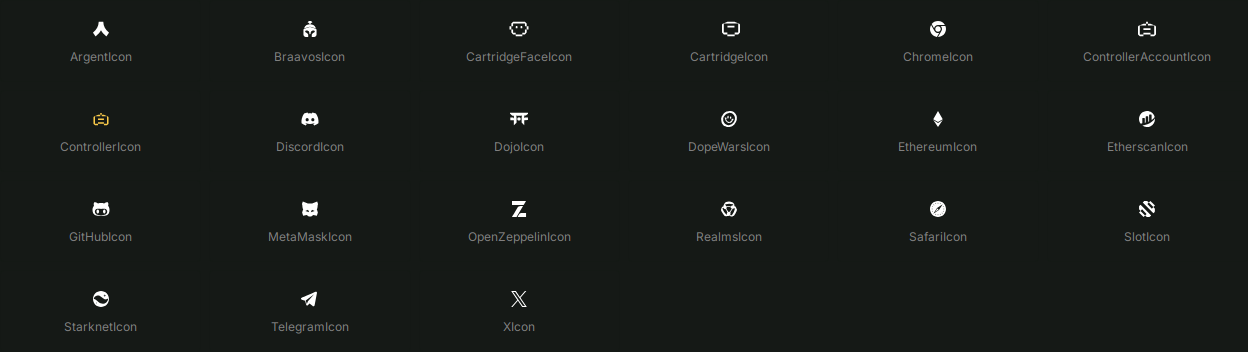 ArgentIcon BraavosIcon CartridgeFaceIcon CartridgeIcon ChromeIcon ControllerAccountIcon
ControllerIcon DiscordIcon DojoIcon DopeWarsIcon EthereumIcon EtherscanIcon
GitHubIcon MetaMaskIcon OpenZeppelinIcon RealmsIcon SafariIcon SlotIcon
StarknetIcon TelegramIcon XIcon